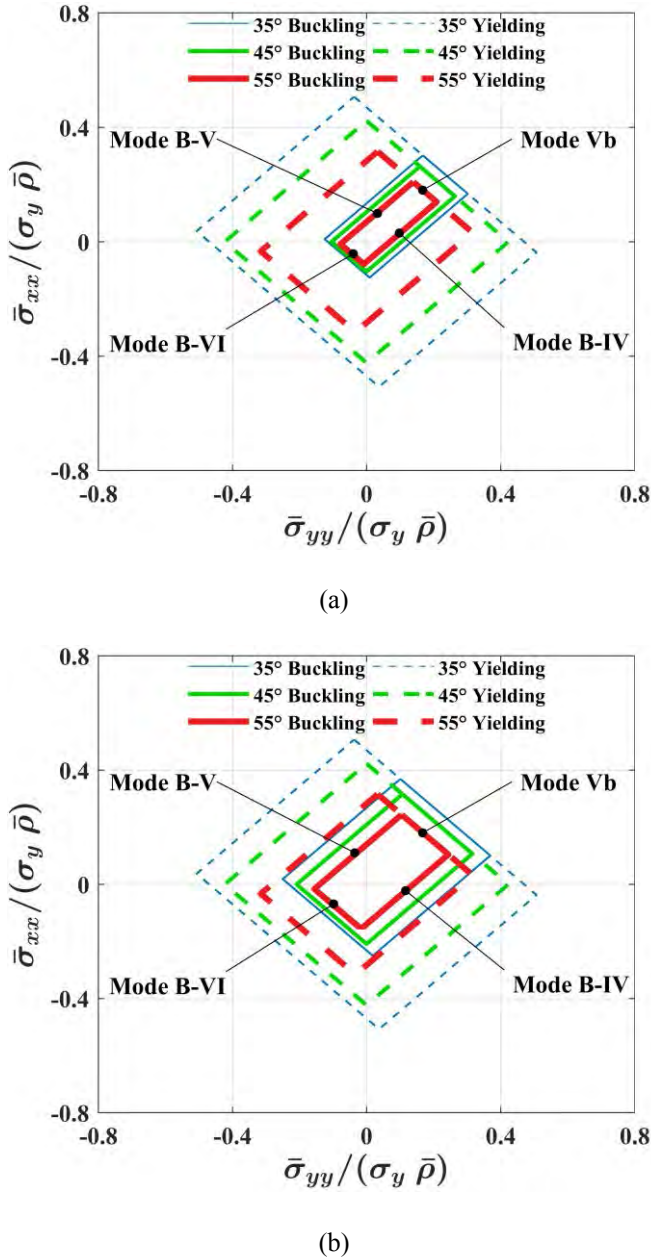 0.8
35° Buckling 35° Yielding
45° Buckling 45° Yielding
55° Buckling 55° Yielding
Mode B-V Mode Vb
0.4
0
Mode B-VI Mode B-IV
-0.4
-0.8
-0.8 -0.4 0 0.4 0.8
σ̄xx/(σy ρ̄)
σ̄yy/(σy ρ̄)
(a)
0.8
35° Buckling 35° Yielding
45° Buckling 45° Yielding
55° Buckling 55° Yielding
Mode B-V Mode Vb
0.4
0
Mode B-VI Mode B-IV
-0.4
-0.8
-0.8 -0.4 0 0.4 0.8
σ̄xx/(σy ρ̄)
σ̄yy/(σy ρ̄)
(b)